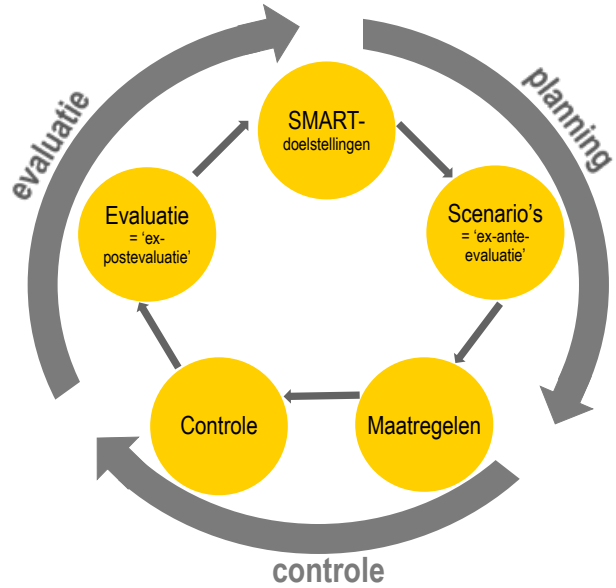 evaluatie
planning
SMART-
doelstellingen
Scenario's
= 'ex-ante-
evaluatie'
Maatregelen
Controle
Evaluatie
= 'ex-
postevaluatie'
controle